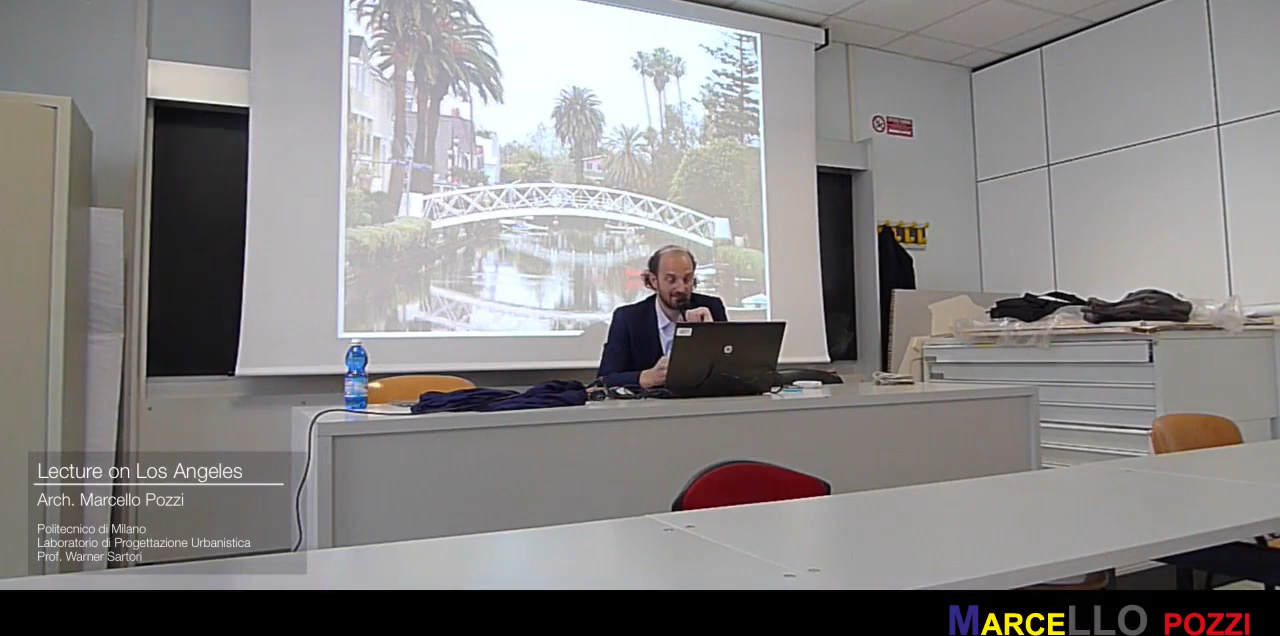 Lecture on Los Angeles
Arch. Marcello Pozzi
Politecnico di Milano
Laboratorio di Progettazione Urbanistica
Prof. Warner Sartori
MARCELLO POZZI